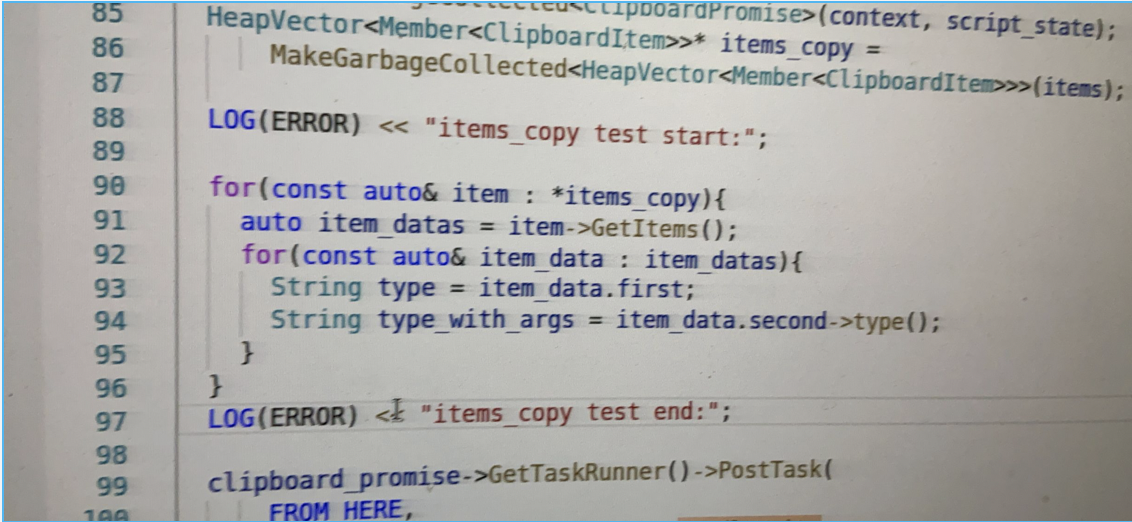 85 ClipboardPromise>(context, script_state);
86 HeapVector<Member<ClipboardItem>>* items_copy =
87 MakeGarbageCollected<HeapVector<Member<ClipboardItem>>>(items);
88 LOG(ERROR) << "items_copy test start:";
89
90 for(const auto& item : *items_copy){
91 auto item_datas = item->GetItems();
92 for(const auto& item_data : item_datas){
93 String type = item_data.first;
94 String type_with_args = item_data.second->type();
95 }
96 }
97 LOG(ERROR) << "items_copy test end:";
98
99 clipboard_promise->GetTaskRunner()->PostTask(
100 FROM_HERE,